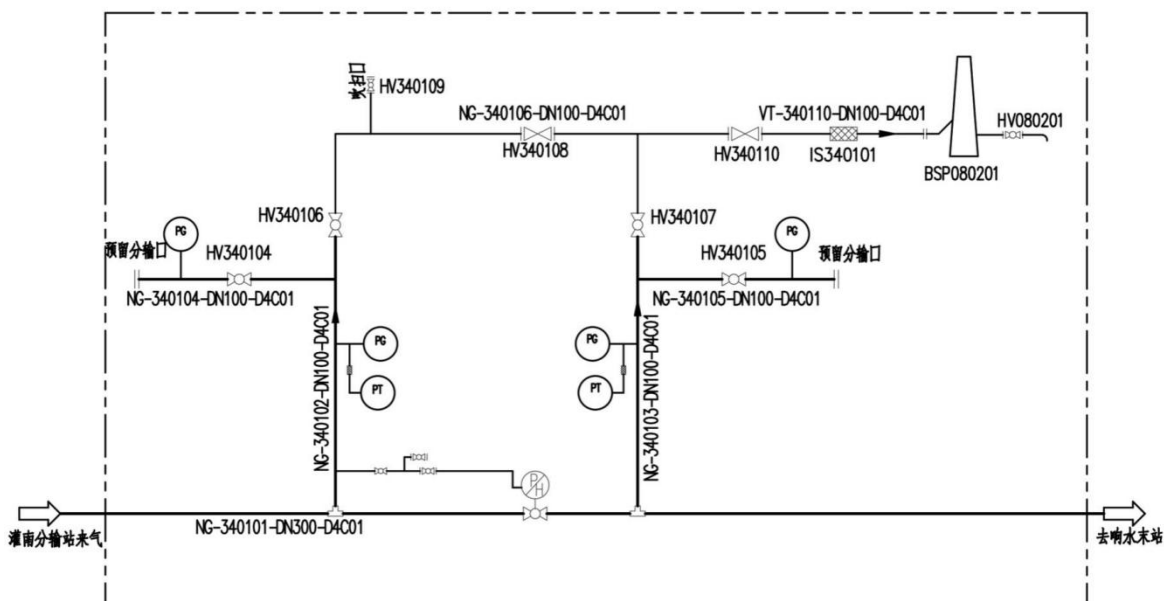 吹扫口
HV340109
NG-340106-DN100-D4C01
HV340108
VT-340110-DN100-D4C01
HV340110
IS340101
HV080201
BSP080201
HV340106
HV340107
PG
预留分输口
HV340104
NG-340104-DN100-D4C01
HV340105
PG
预留分输口
NG-340105-DN100-D4C01
NG-340102-DN100-D4C01
PG
PT
PG
PT
NG-340103-DN100-D4C01
P/H
NG-340101-DN300-D4C01
灌南分输站来气
去响水末站